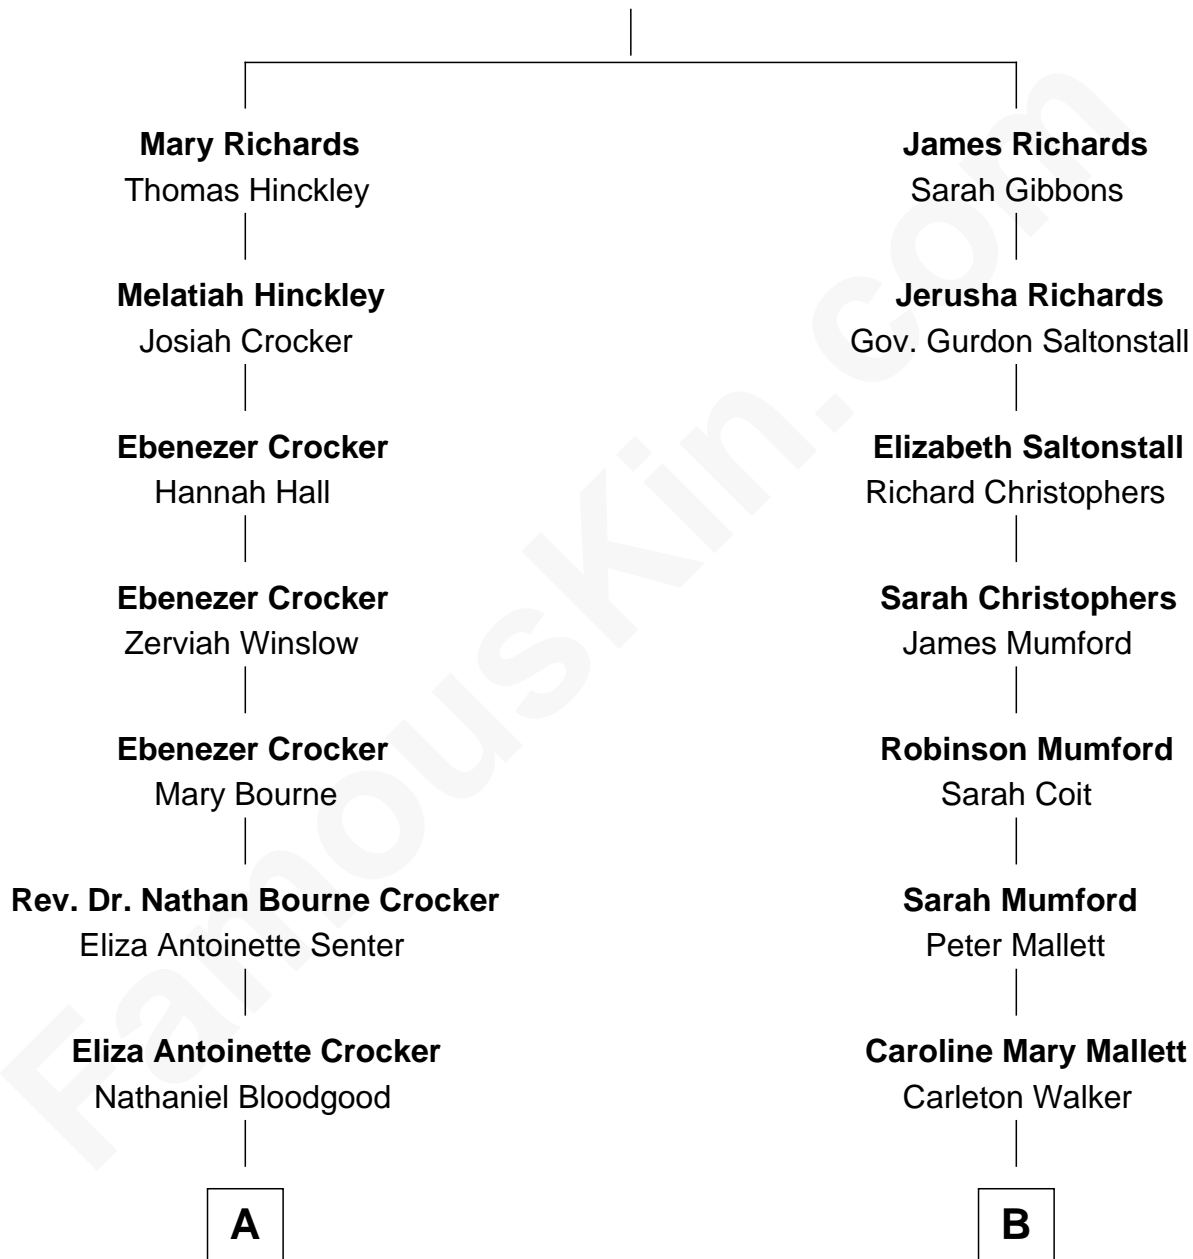 Mary Richards
Thomas Hinckley
Melatiah Hinckley
Josiah Crocker
Ebenezer Crocker
Hannah Hall
Ebenezer Crocker
Zerviah Winslow
Ebenezer Crocker
Mary Bourne
Rev. Dr. Nathan Bourne Crocker
Eliza Antoinette Senter
Eliza Antoinette Crocker
Nathaniel Bloodgood
A
James Richards
Sarah Gibbons
Jerusha Richards
Gov. Gurdon Saltonstall
Elizabeth Saltonstall
Richard Christophers
Sarah Christophers
James Mumford
Robinson Mumford
Sarah Coit
Sarah Mumford
Peter Mallett
Caroline Mary Mallett
Carleton Walker
B
FamousKin.com